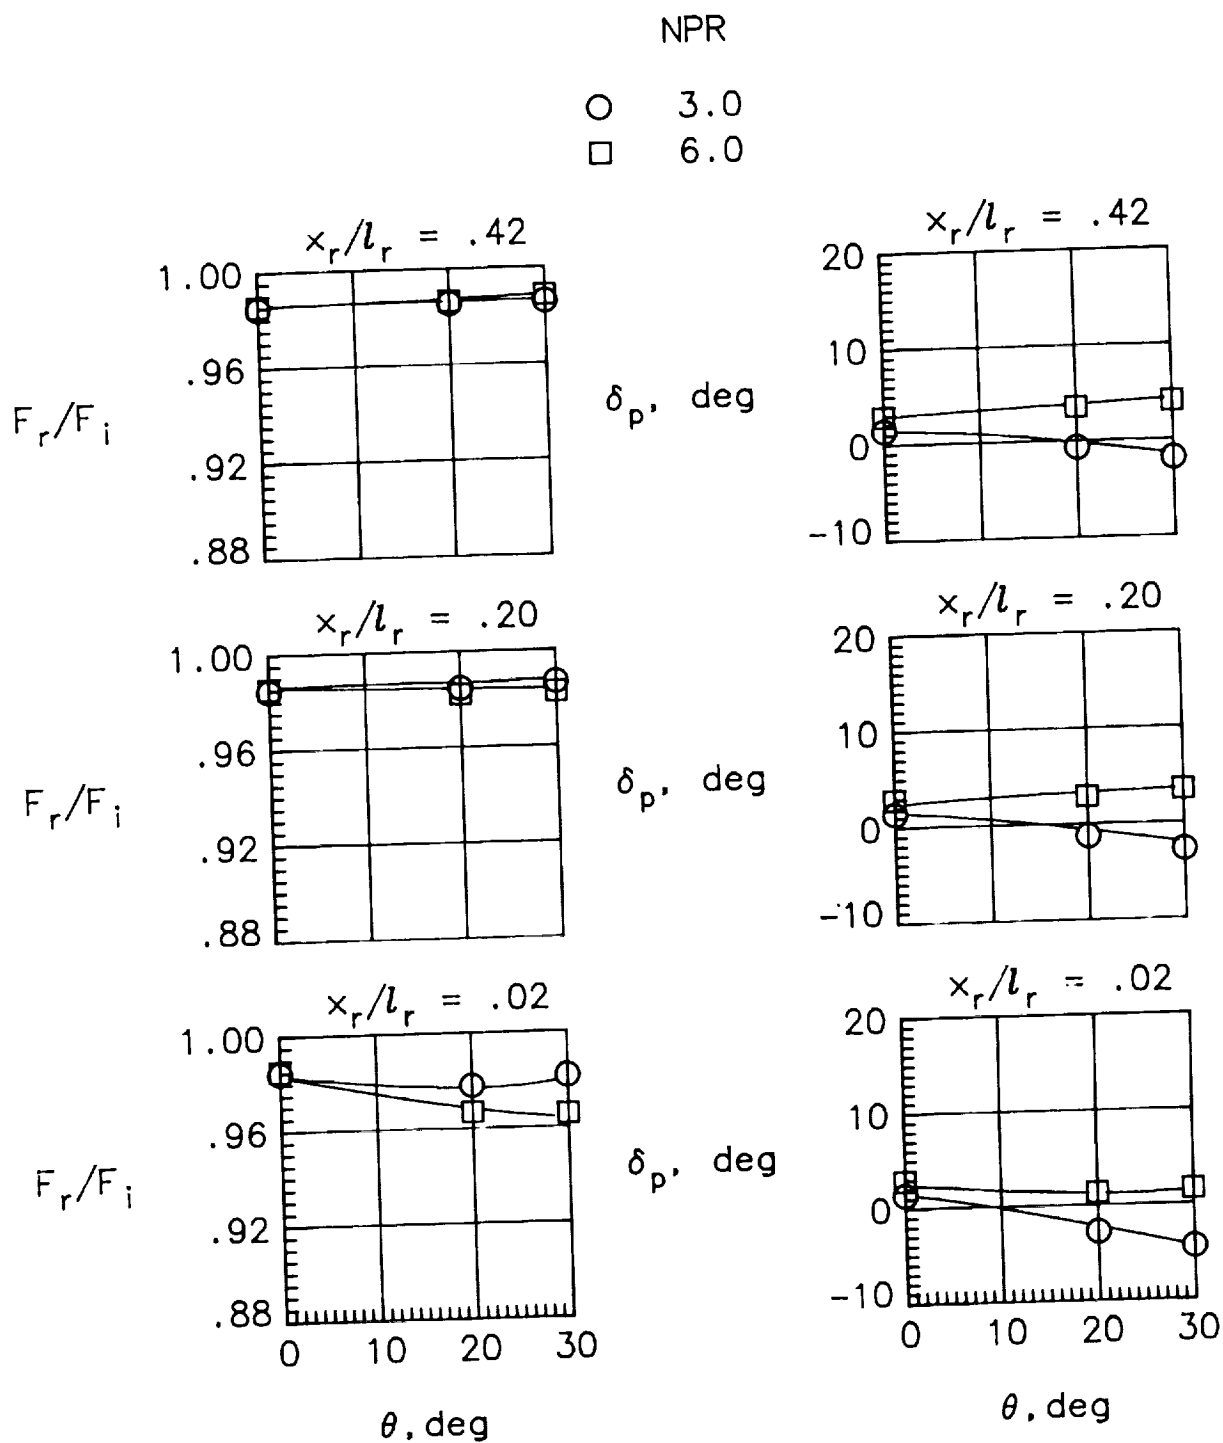 NPR
○ 3.0
□ 6.0
x_r/l_r = .42
1.00
.96
.92
.88
F_r/F_i
x_r/l_r = .42
20
10
0
-10
δ_p, deg
x_r/l_r = .20
1.00
.96
.92
.88
F_r/F_i
x_r/l_r = .20
20
10
0
-10
δ_p, deg
x_r/l_r = .02
1.00
.96
.92
.88
F_r/F_i
0 10 20 30
θ, deg
x_r/l_r = .02
20
10
0
-10
δ_p, deg
0 10 20 30
θ, deg